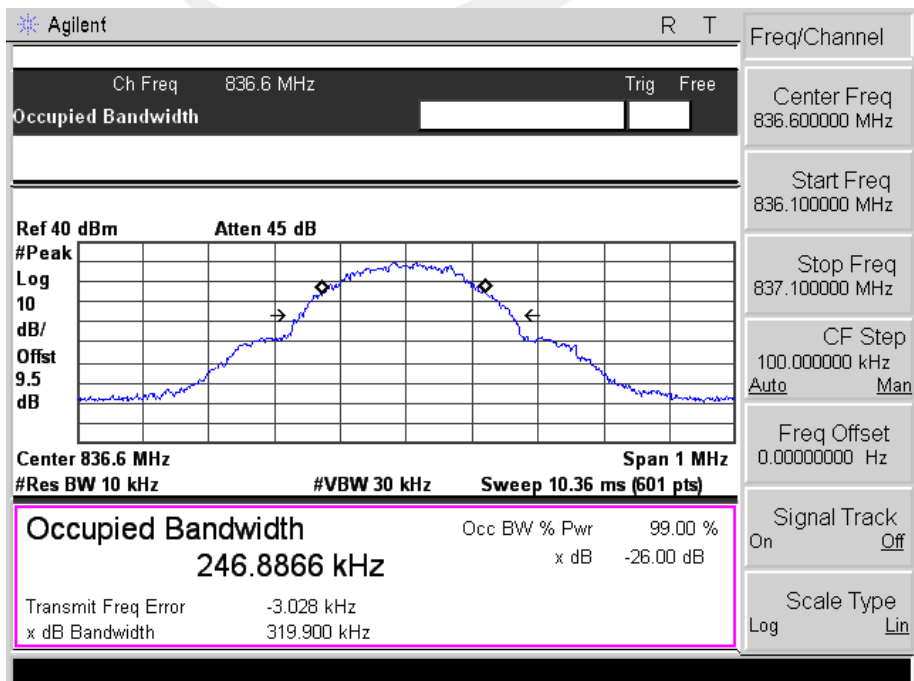 Agilent R T
Ch Freq 836.6 MHz Trig Free
Occupied Bandwidth
Ref 40 dBm Atten 45 dB
#Peak
Log
10
dB/
Offst
9.5
dB
Center 836.6 MHz Span 1 MHz
#Res BW 10 kHz #VBW 30 kHz Sweep 10.36 ms (601 pts)
Occupied Bandwidth Occ BW % Pwr 99.00 %
246.8866 kHz x dB -26.00 dB
Transmit Freq Error -3.028 kHz
x dB Bandwidth 319.900 kHz
Freq/Channel
Center Freq
836.600000 MHz
Start Freq
836.100000 MHz
Stop Freq
837.100000 MHz
CF Step
100.000000 kHz
Auto Man
Freq Offset
0.00000000 Hz
Signal Track
On Off
Scale Type
Log Lin